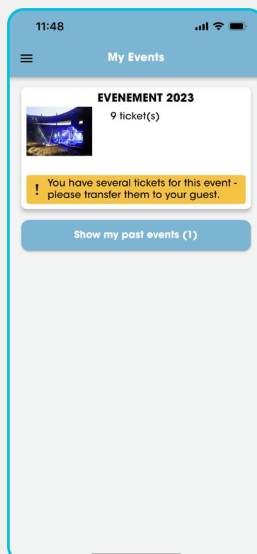 11:48
My Events
EVENEMENT 2023
9 ticket(s)
! You have several tickets for this event -
please transfer them to your guest.
Show my past events (1)